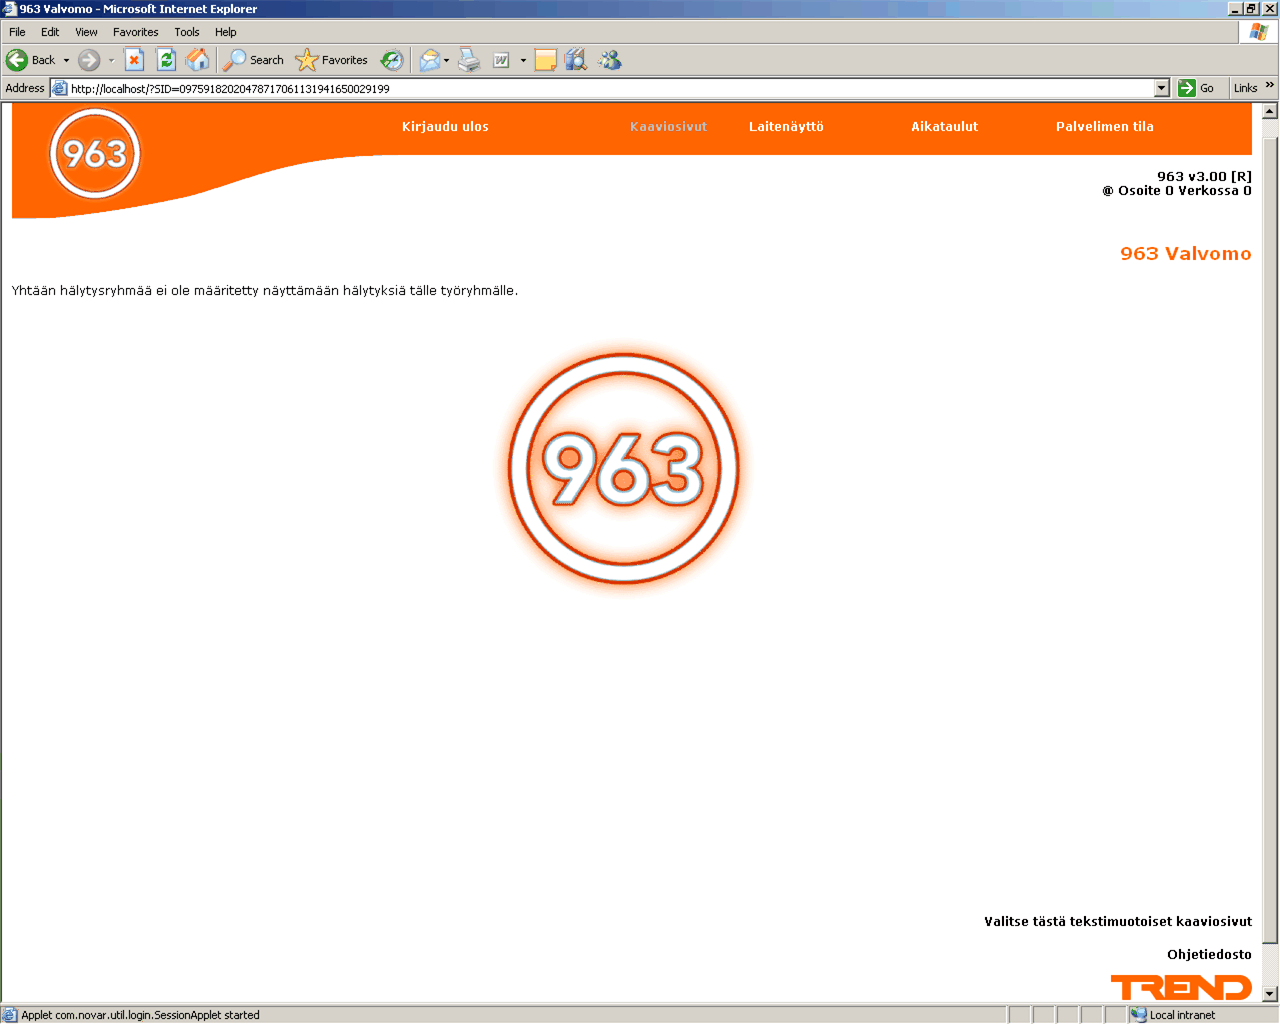 963 Valvomo - Microsoft Internet Explorer
File Edit View Favorites Tools Help
Back Search Favorites
Address http://localhost/?SID=09759182020478717061131941650029199 Go Links »
963 Kirjaudu ulos Kaaviosivut Laitenäyttö Aikataulut Palvelimen tila
963 v3.00 [R]
@ Osoite 0 Verkossa 0
963 Valvomo
Yhtään hälytysryhmää ei ole määritetty näyttämään hälytyksiä tälle työryhmälle.
963
Valitse tästä tekstimuotoiset kaaviosivut
Ohjetiedosto
TREND
Applet com.novar.util.login.SessionApplet started Local intranet